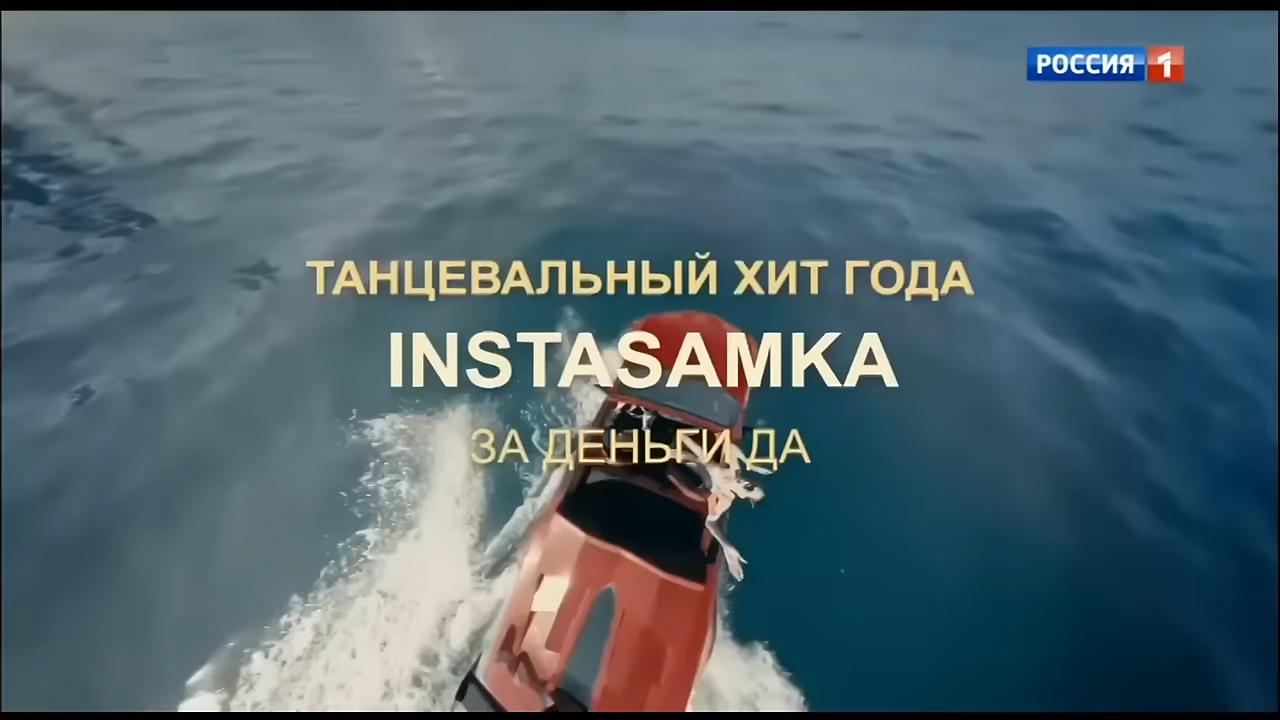 РОССИЯ 1
ТАНЦЕВАЛЬНЫЙ ХИТ ГОДА
INSTASAMKA
ЗА ДЕНЬГИ ДА